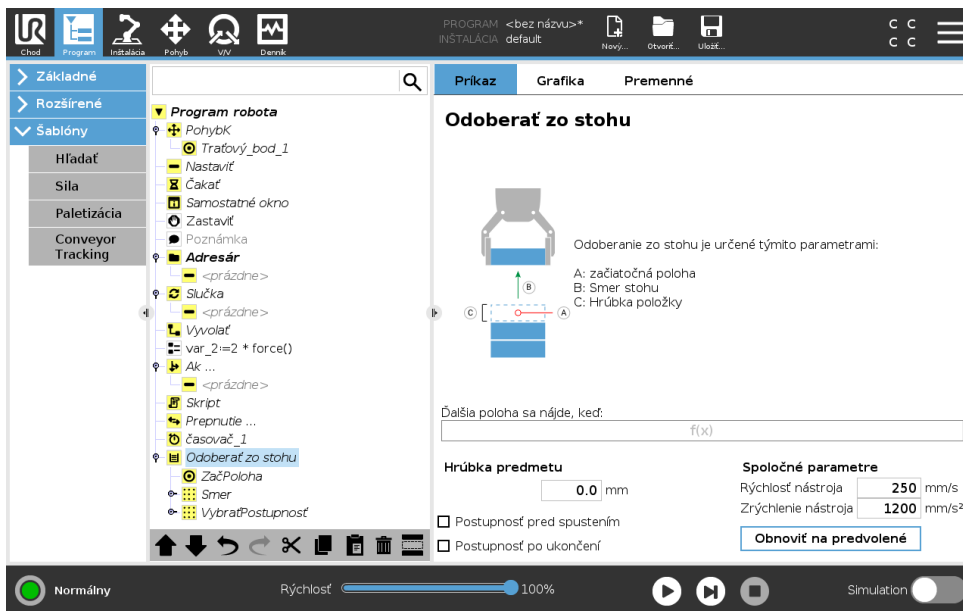 PROGRAM <bez názvu>*
INŠTALÁCIA default
Chod
Program
Inštalácia
Pohyb
V/V
Denník
Nový...
Otvoriť...
Uložiť...
C C
C C
Základné
Rozšírené
Šablóny
Hľadať
Sila
Paletizácia
Conveyor
Tracking
Program robota
PohybK
Traťový_bod_1
Nastaviť
Čakať
Samostatné okno
Zastaviť
Poznámka
Adresár
<prázdne>
Slučka
<prázdne>
Vyvolať
var_2:=2 * force()
Ak ...
<prázdne>
Skript
Prepnutie ...
časovač_1
Odoberať zo stohu
ZačPoloha
Smer
VybraťPostupnosť
Príkaz
Grafika
Premenné
Odoberať zo stohu
B
C
A
Odoberanie zo stohu je určené týmito parametrami:
A: začiatočná poloha
B: Smer stohu
C: Hrúbka položky
Ďalšia poloha sa nájde, keď:
f(x)
Hrúbka predmetu
0.0 mm
Postupnosť pred spustením
Postupnosť po ukončení
Spoločné parametre
Rýchlosť nástroja 250 mm/s
Zrýchlenie nástroja 1200 mm/s²
Obnoviť na predvolené
Normálny
Rýchlosť
100%
Simulation